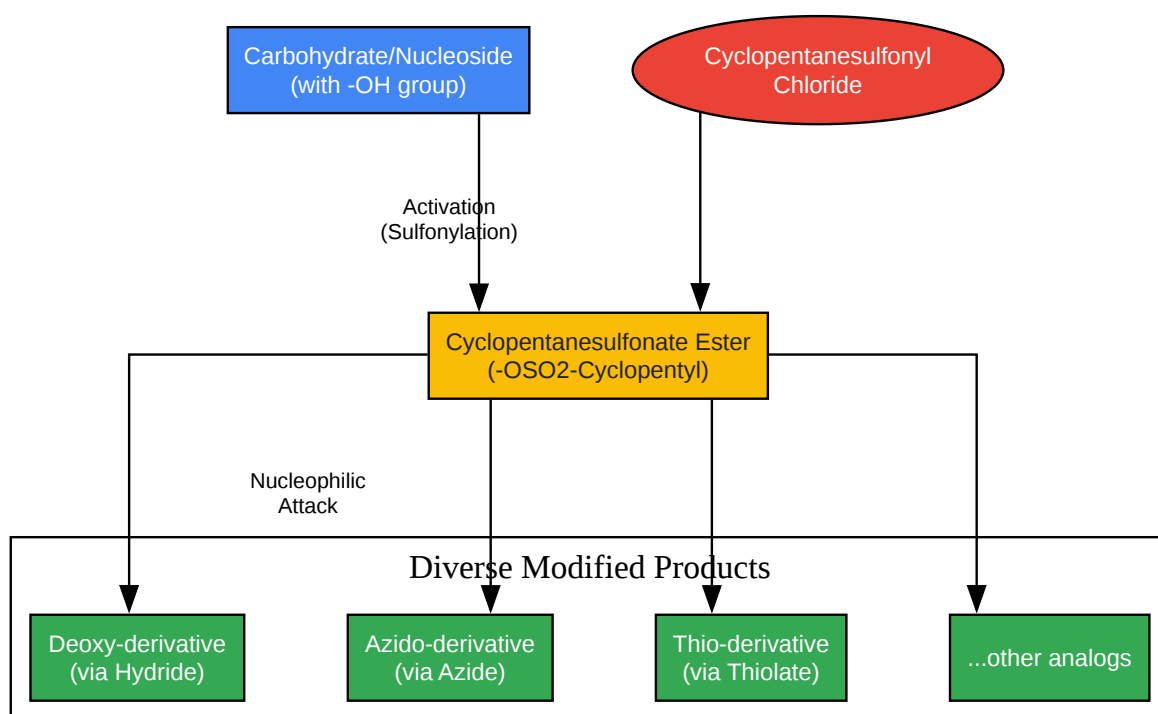 Carbohydrate/Nucleoside
(with -OH group)
Cyclopentanesulfonyl
Chloride
Activation
(Sulfonylation)
Cyclopentanesulfonate Ester
(-OSO2-Cyclopentyl)
Nucleophilic
Attack
Diverse Modified Products
Deoxy-derivative
(via Hydride)
Azido-derivative
(via Azide)
Thio-derivative
(via Thiolate)
...other analogs